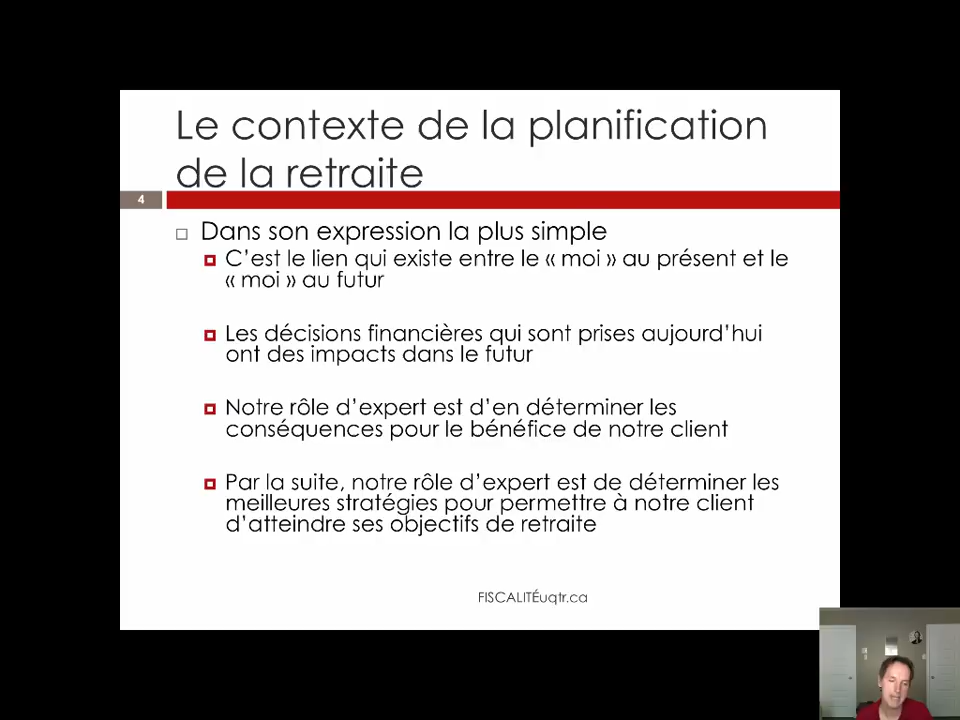 Le contexte de la planification
de la retraite
4
Dans son expression la plus simple
C’est le lien qui existe entre le « moi » au présent et le
« moi » au futur
Les décisions financières qui sont prises aujourd’hui
ont des impacts dans le futur
Notre rôle d’expert est d’en déterminer les
conséquences pour le bénéfice de notre client
Par la suite, notre rôle d’expert est de déterminer les
meilleures stratégies pour permettre à notre client
d’atteindre ses objectifs de retraite
FISCALITÉuqtr.ca